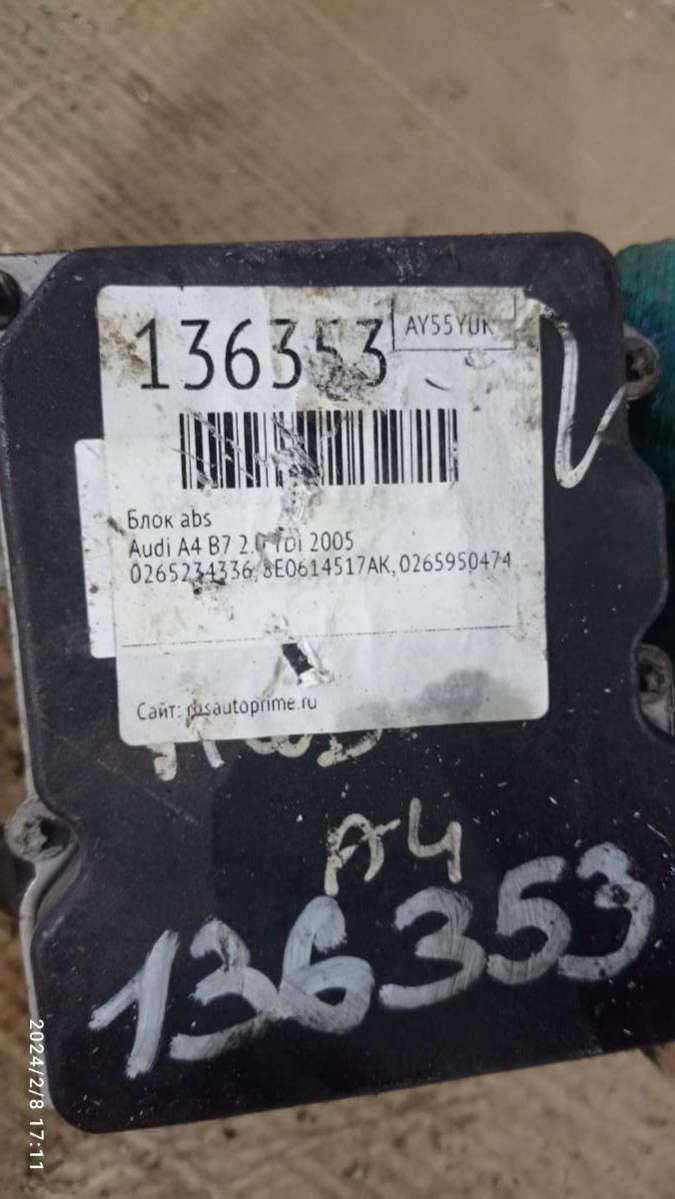 136353
AY55YUK
Блок abs
Audi A4 B7 2.0 TDi 2005
0265234336, 8E0614517AK, 0265950474
Сайт: rusautoprime.ru
A4
136353
2024/2/8 17:11